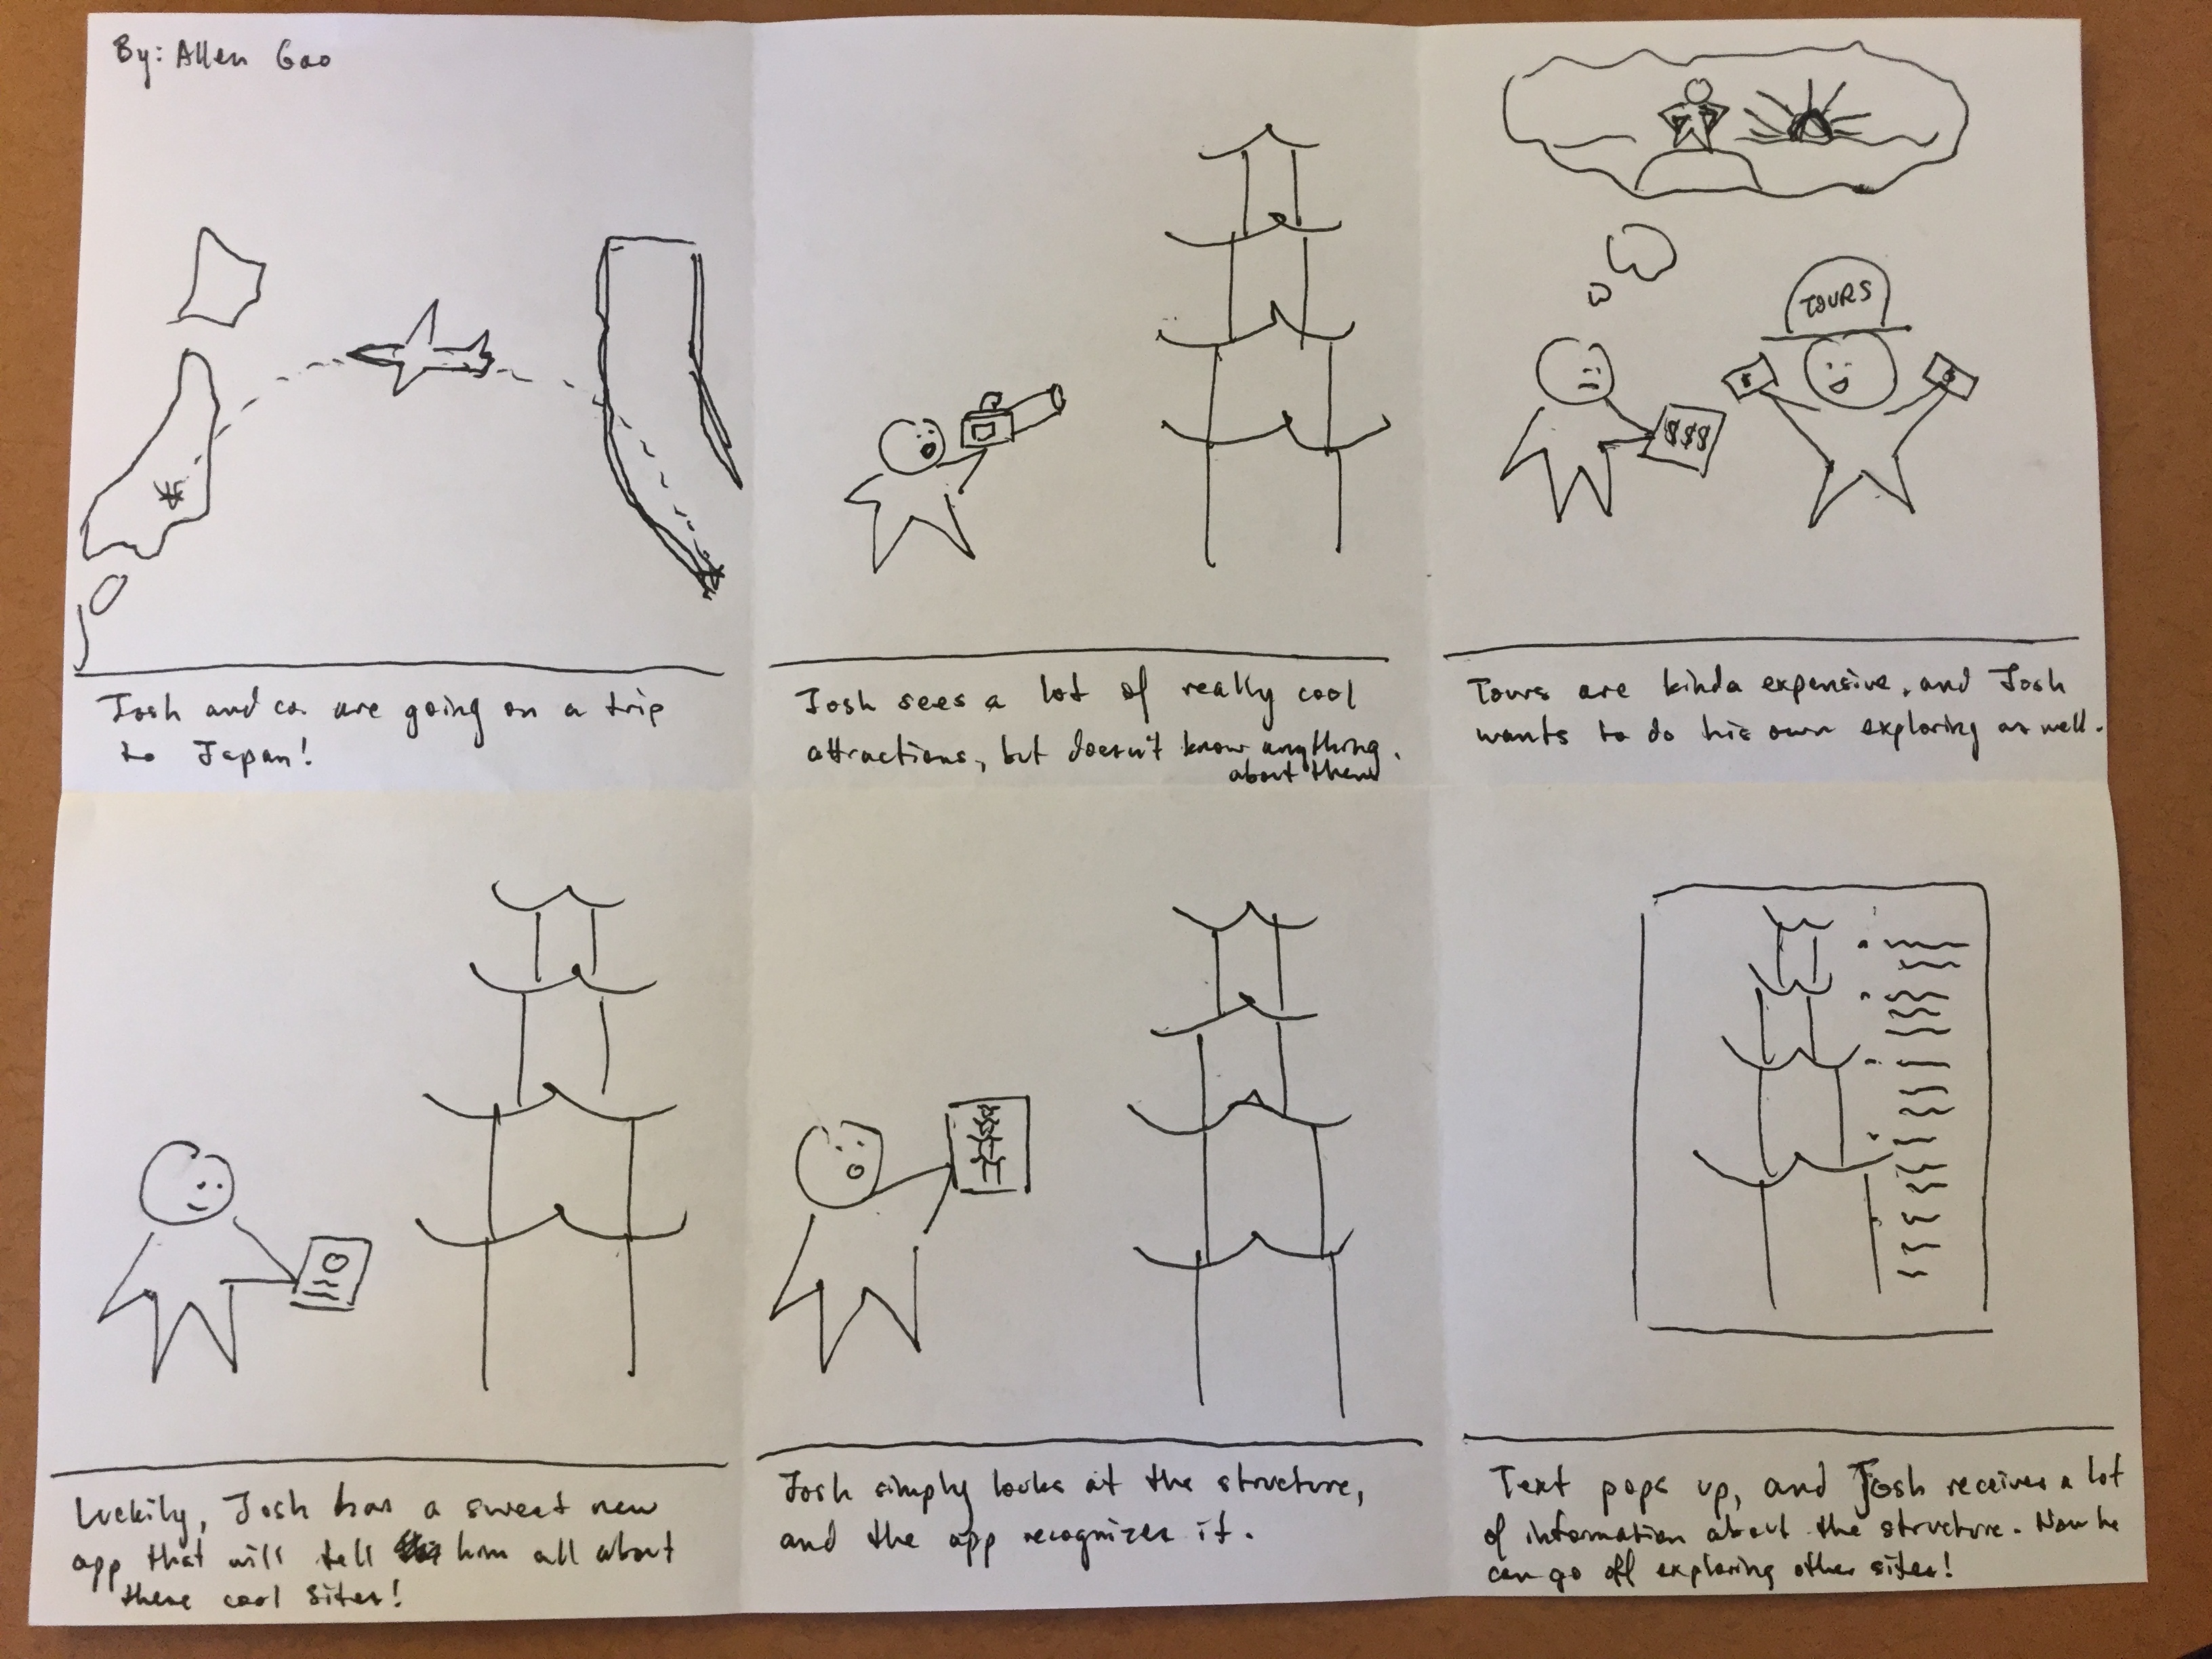 By: Allen Gao
Josh and co. are going on a trip
to Japan!
Josh sees a lot of really cool
attractions, but doesn't know anything.
about them
TOURS
$ $
$$$
Tours are kinda expensive, and Josh
wants to do his own exploring as well.
Luckily, Josh has a sweet new
app that will tell him all about
these cool sites!
Josh simply looks at the structure,
and the app recognizes it.
Text pops up, and Josh receives a lot
of information about the structure. Now he
can go off exploring other sites!